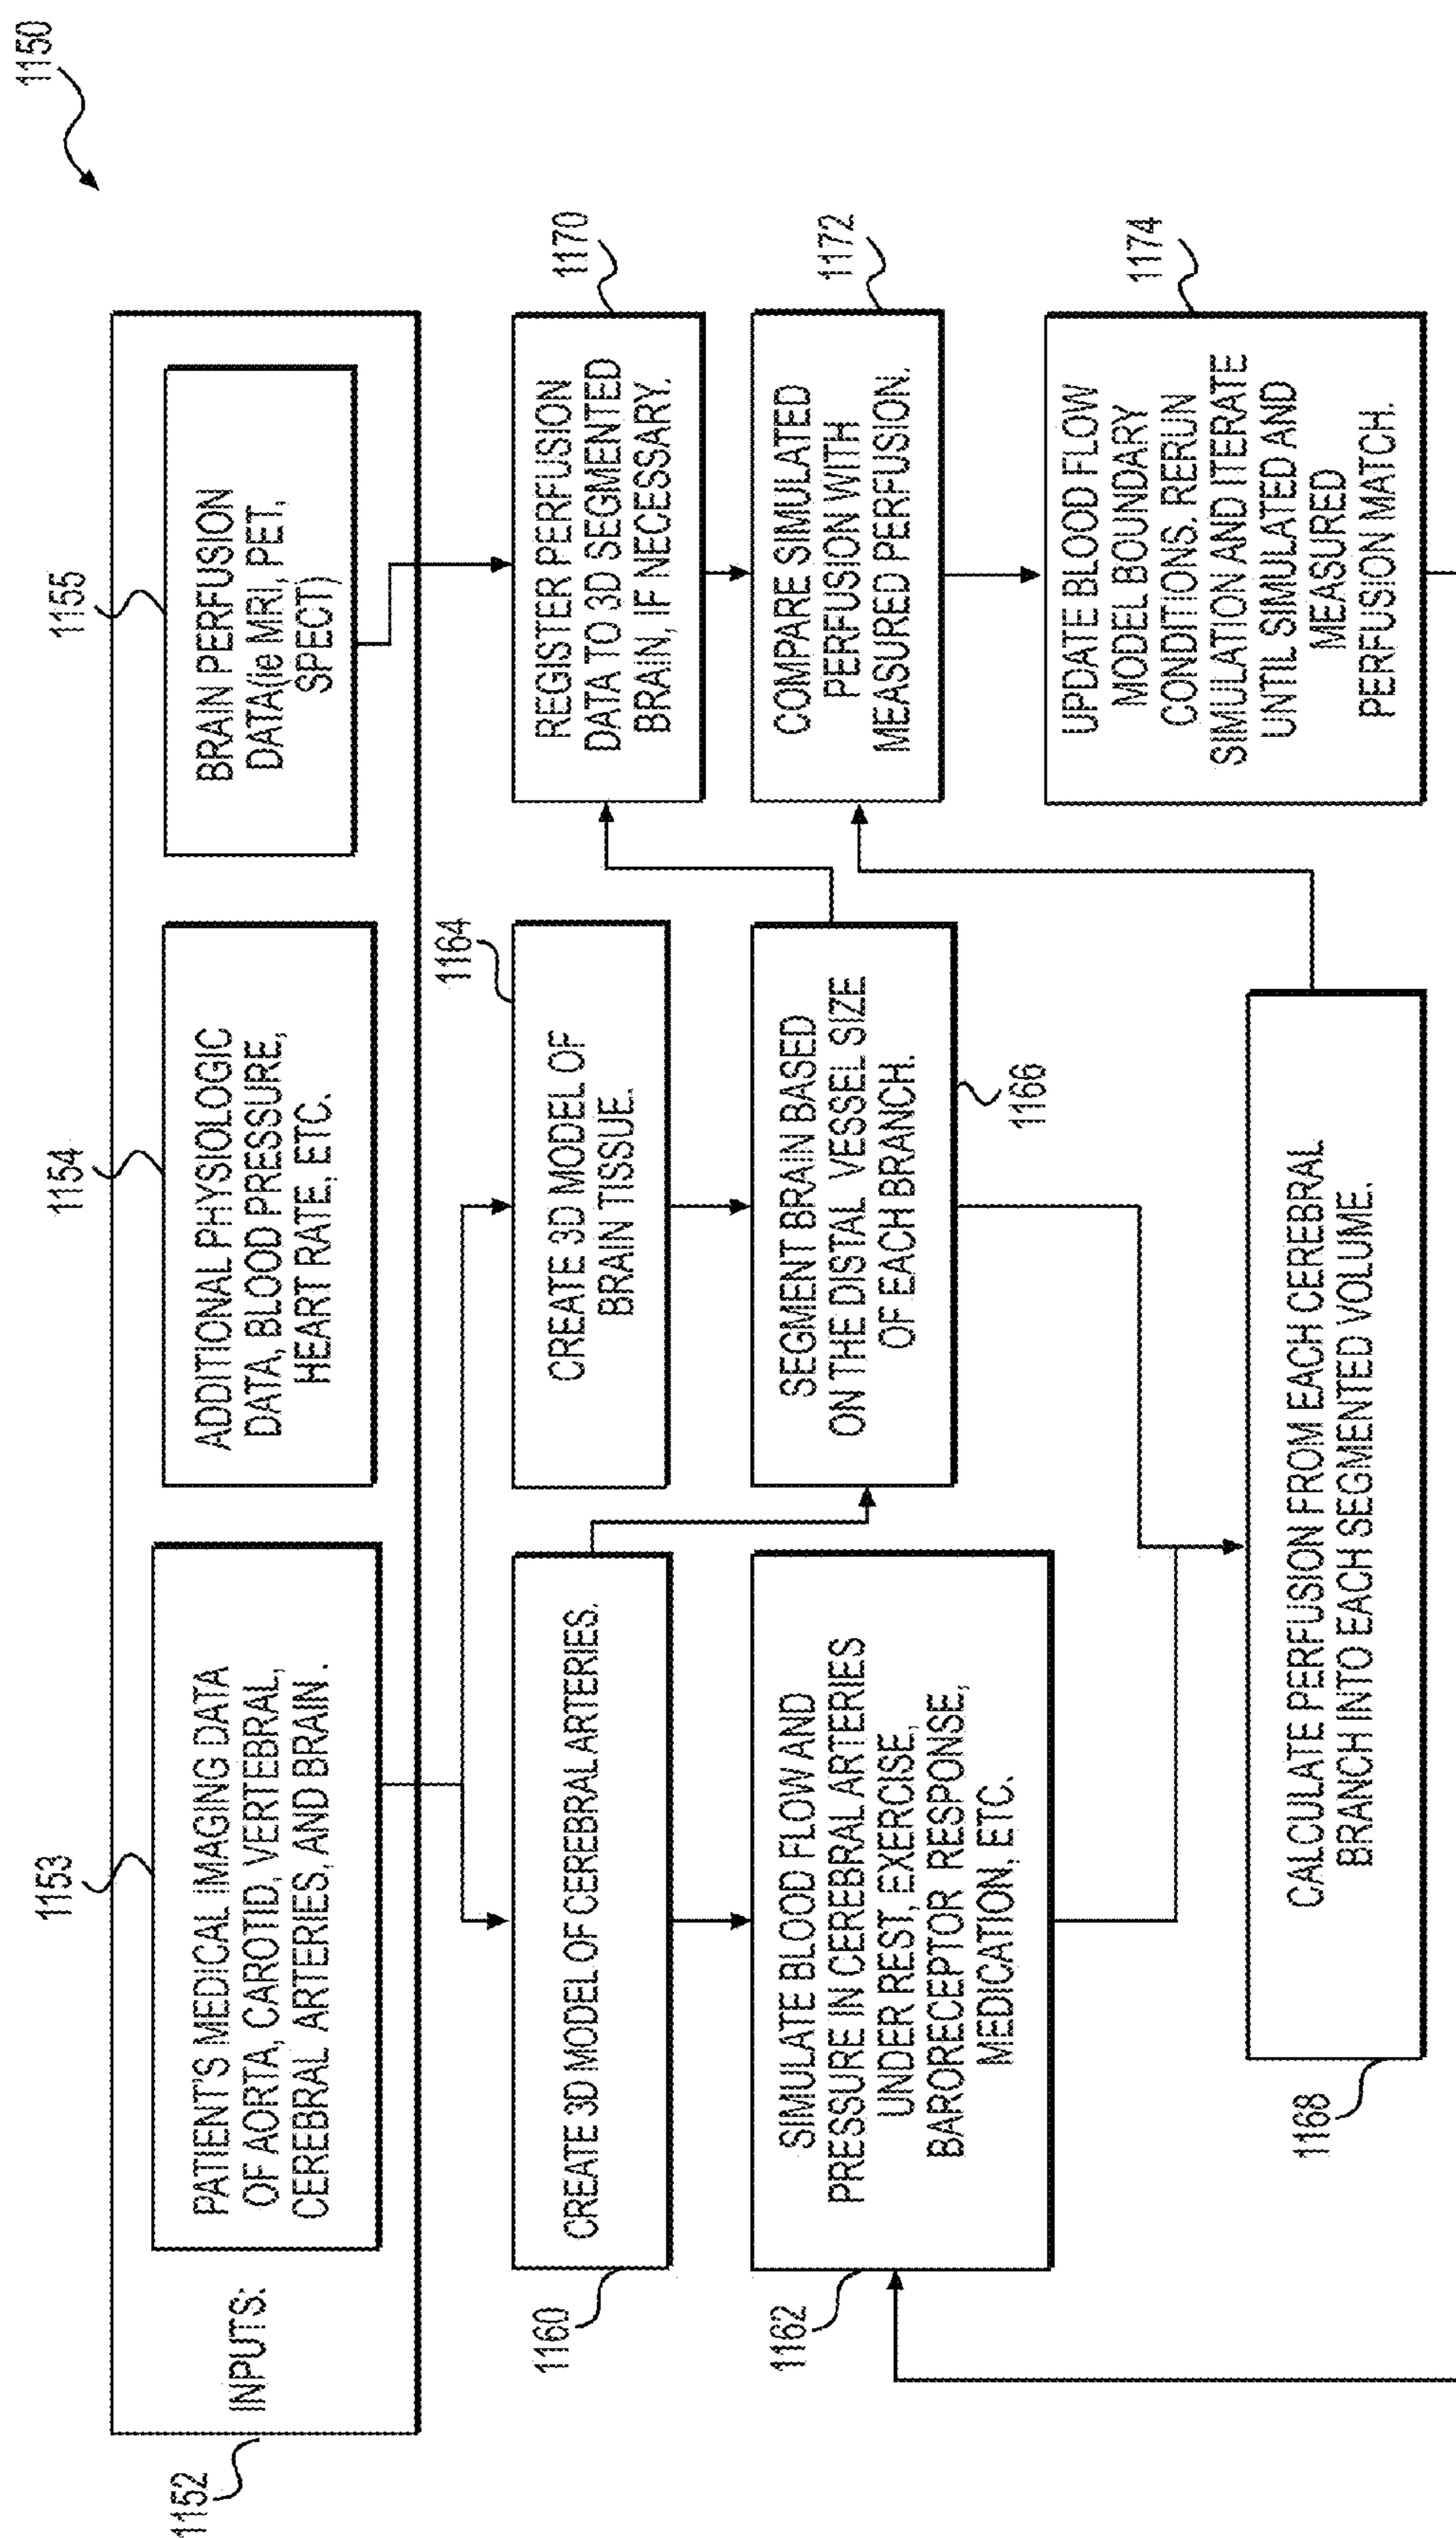 1150
1152
INPUTS:
1153
PATIENT'S MEDICAL IMAGING DATA
OF AORTA, CAROTID, VERTEBRAL,
CEREBRAL ARTERIES, AND BRAIN.
1154
ADDITIONAL PHYSIOLOGIC
DATA, BLOOD PRESSURE,
HEART RATE, ETC.
1155
BRAIN PERFUSION
DATA(ie MRI, PET,
SPECT)
1160
CREATE 3D MODEL OF CEREBRAL ARTERIES.
1164
CREATE 3D MODEL OF
BRAIN TISSUE.
1170
REGISTER PERFUSION
DATA TO 3D SEGMENTED
BRAIN, IF NECESSARY.
1162
SIMULATE BLOOD FLOW AND
PRESSURE IN CEREBRAL ARTERIES
UNDER REST, EXERCISE,
BARORECEPTOR RESPONSE,
MEDICATION, ETC.
SEGMENT BRAIN BASED
ON THE DISTAL VESSEL SIZE
OF EACH BRANCH.
1166
1172
COMPARE SIMULATED
PERFUSION WITH
MEASURED PERFUSION.
1168
CALCULATE PERFUSION FROM EACH CEREBRAL
BRANCH INTO EACH SEGMENTED VOLUME.
1174
UPDATE BLOOD FLOW
MODEL BOUNDARY
CONDITIONS. RERUN
SIMULATION AND ITERATE
UNTIL SIMULATED AND
MEASURED
PERFUSION MATCH.